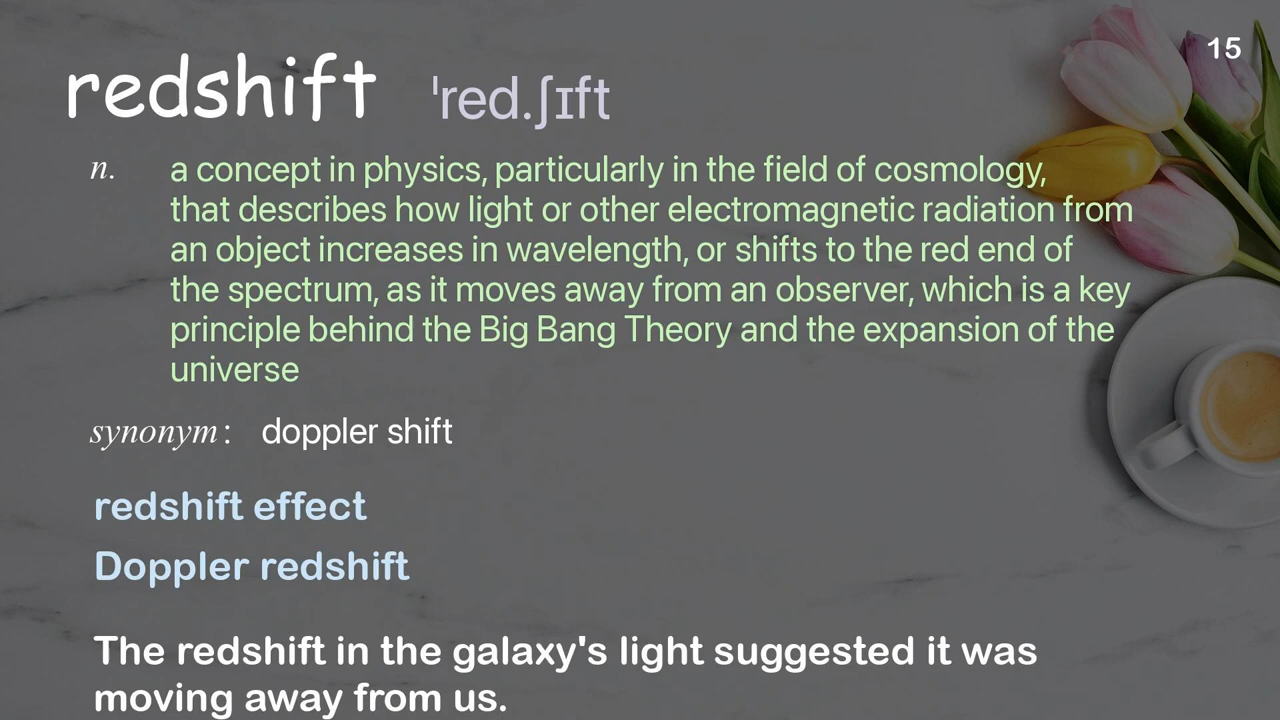 15
redshift ˈred.ʃɪft
n. a concept in physics, particularly in the field of cosmology,
that describes how light or other electromagnetic radiation from
an object increases in wavelength, or shifts to the red end of
the spectrum, as it moves away from an observer, which is a key
principle behind the Big Bang Theory and the expansion of the
universe
synonym: doppler shift
redshift effect
Doppler redshift
The redshift in the galaxy's light suggested it was
moving away from us.